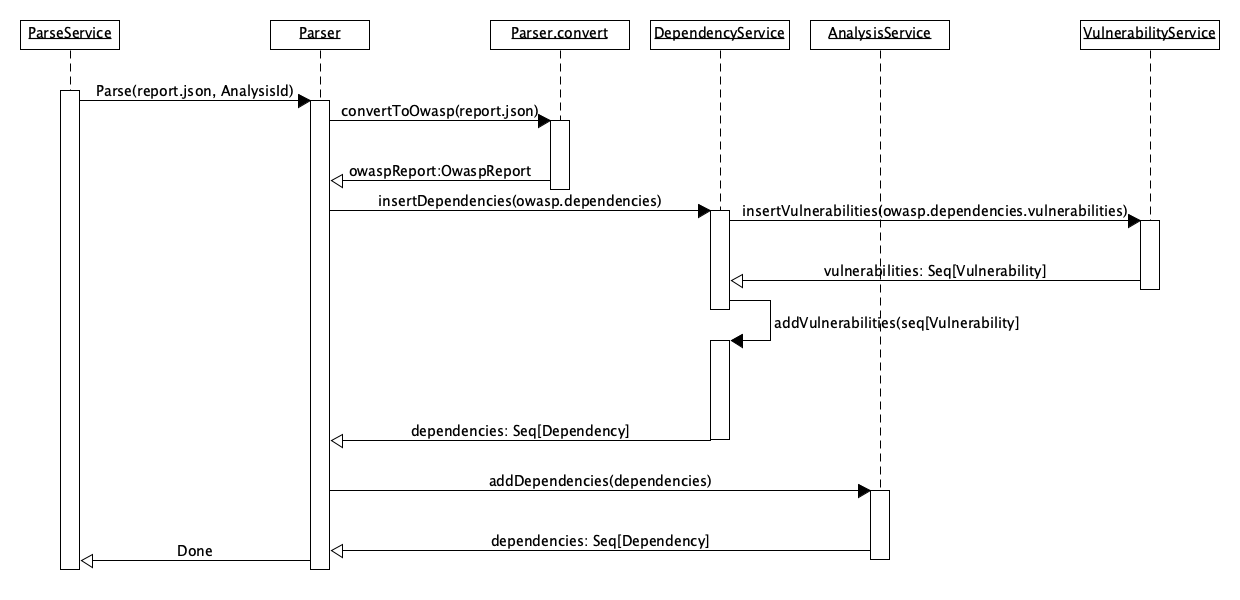 ParseService
Parser
Parser.convert
DependencyService
AnalysisService
VulnerabilityService
Parse(report.json, AnalysisId)
convertToOwasp(report.json)
owaspReport:OwaspReport
insertDependencies(owasp.dependencies)
insertVulnerabilities(owasp.dependencies.vulnerabilities)
vulnerabilities: Seq[Vulnerability]
addVulnerabilities(seq[Vulnerability]
dependencies: Seq[Dependency]
addDependencies(dependencies)
dependencies: Seq[Dependency]
Done